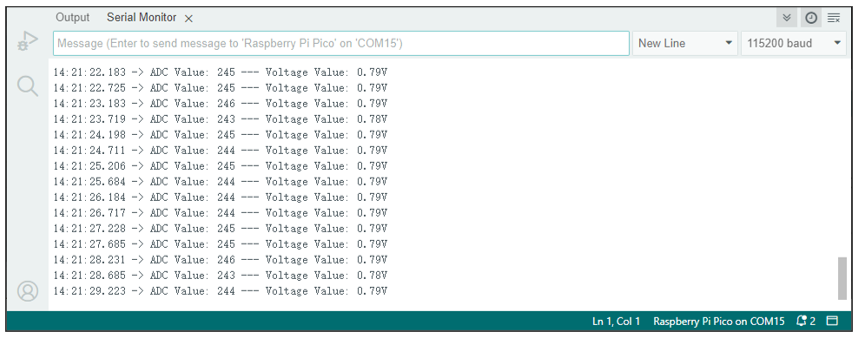 Output Serial Monitor ×
Message (Enter to send message to 'Raspberry Pi Pico' on 'COM15') New Line 115200 baud
14:21:22.183 -> ADC Value: 245 --- Voltage Value: 0.79V
14:21:22.725 -> ADC Value: 245 --- Voltage Value: 0.79V
14:21:23.183 -> ADC Value: 246 --- Voltage Value: 0.79V
14:21:23.719 -> ADC Value: 243 --- Voltage Value: 0.78V
14:21:24.198 -> ADC Value: 245 --- Voltage Value: 0.79V
14:21:24.711 -> ADC Value: 244 --- Voltage Value: 0.79V
14:21:25.206 -> ADC Value: 245 --- Voltage Value: 0.79V
14:21:25.684 -> ADC Value: 244 --- Voltage Value: 0.79V
14:21:26.184 -> ADC Value: 244 --- Voltage Value: 0.79V
14:21:26.717 -> ADC Value: 244 --- Voltage Value: 0.79V
14:21:27.228 -> ADC Value: 245 --- Voltage Value: 0.79V
14:21:27.685 -> ADC Value: 245 --- Voltage Value: 0.79V
14:21:28.231 -> ADC Value: 246 --- Voltage Value: 0.79V
14:21:28.685 -> ADC Value: 243 --- Voltage Value: 0.78V
14:21:29.223 -> ADC Value: 244 --- Voltage Value: 0.79V
Ln 1, Col 1 Raspberry Pi Pico on COM15 2